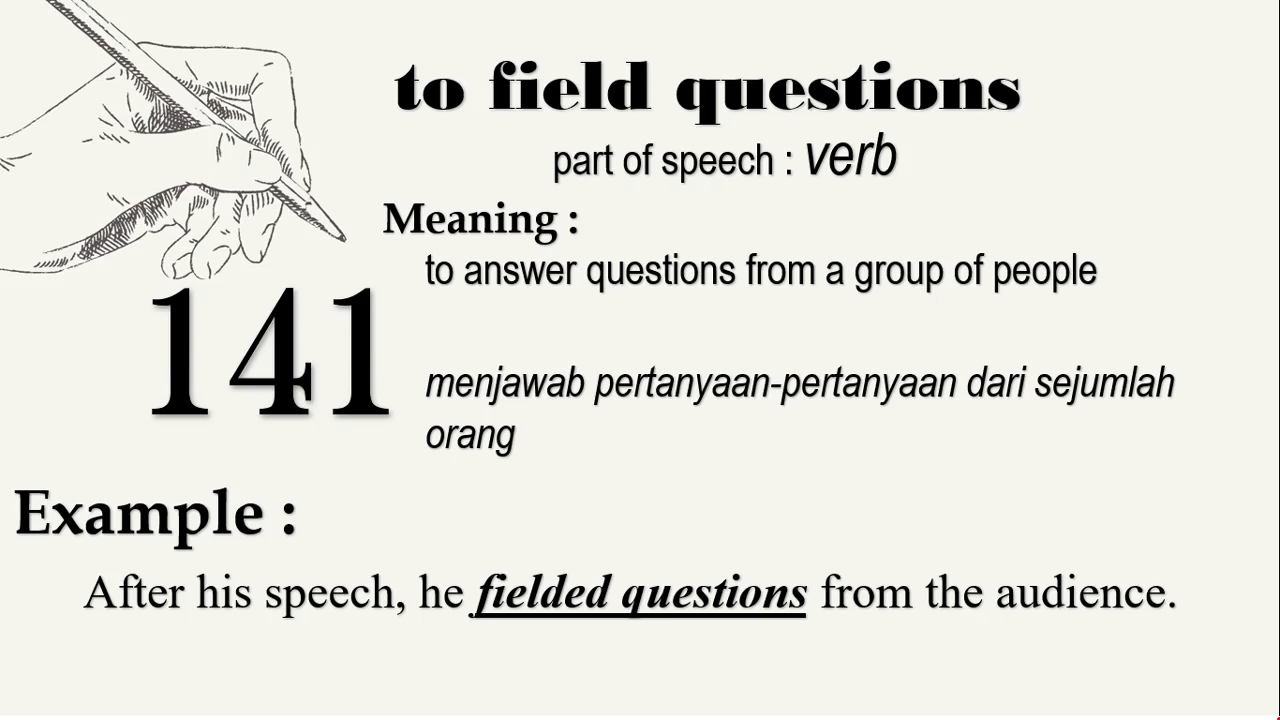 to field questions
part of speech : verb
Meaning :
to answer questions from a group of people
141
menjawab pertanyaan-pertanyaan dari sejumlah
orang
Example :
After his speech, he fielded questions from the audience.